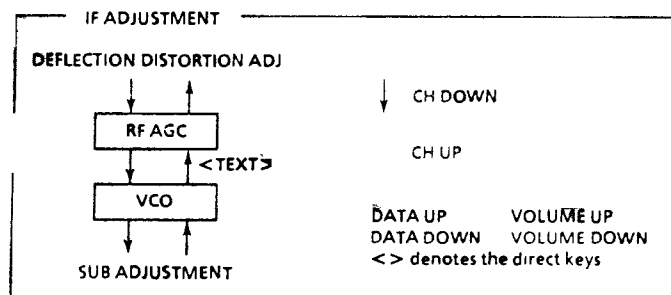 IF ADJUSTMENT
DEFLECTION DISTORTION ADJ
RF AGC
<TEXT>
VCO
SUB ADJUSTMENT
CH DOWN
CH UP
DATA UP VOLUME UP
DATA DOWN VOLUME DOWN
<> denotes the direct keys